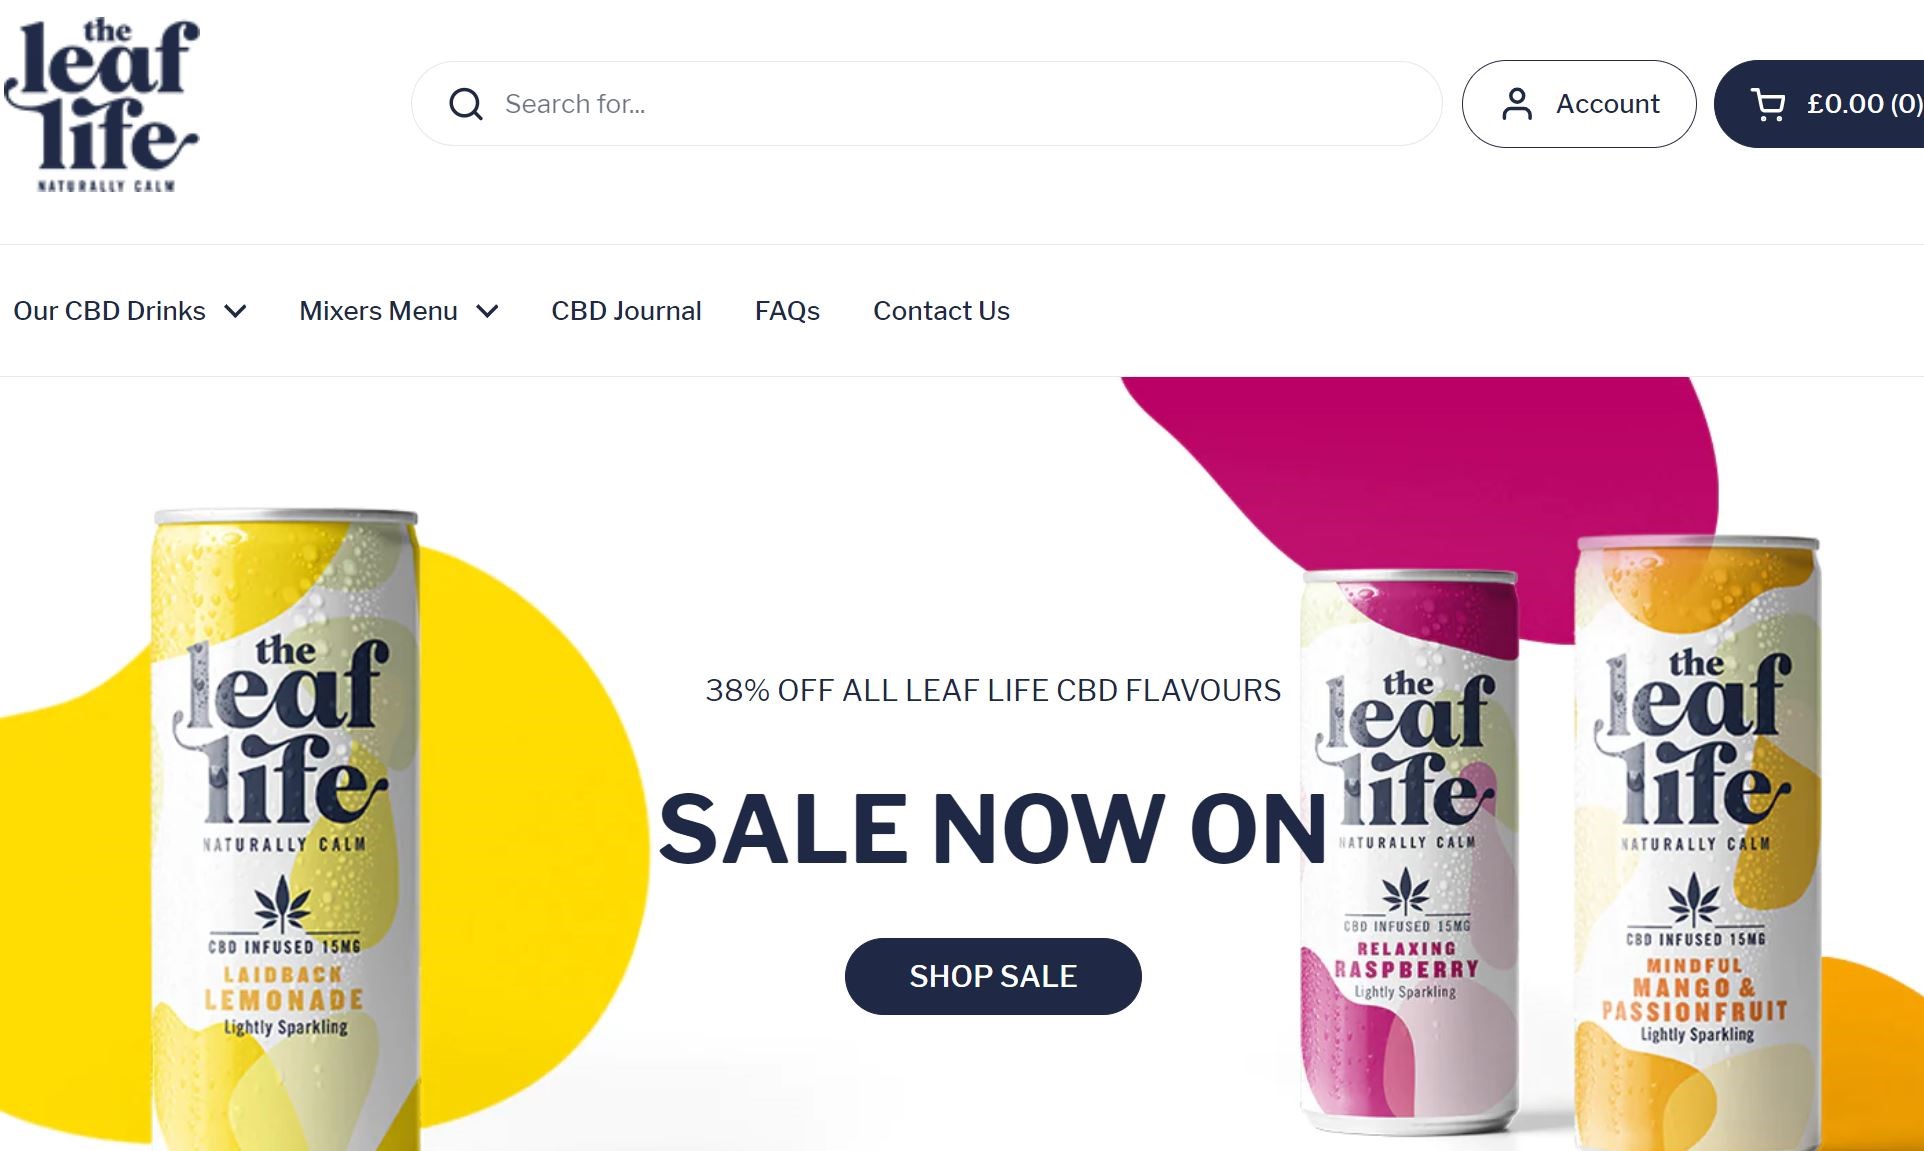 the
leaf
life
NATURALLY CALM
Search for...
Account
£0.00 (0)
Our CBD Drinks
Mixers Menu
CBD Journal
FAQs
Contact Us
38% OFF ALL LEAF LIFE CBD FLAVOURS
SALE NOW ON
SHOP SALE
the
leaf
life
NATURALLY CALM
CBD INFUSED 15MG
LAIDBACK
LEMONADE
Lightly Sparkling
the
leaf
life
NATURALLY CALM
CBD INFUSED 15MG
RELAXING
RASPBERRY
Lightly Sparkling
the
leaf
life
NATURALLY CALM
CBD INFUSED 15MG
MINDFUL
MANGO &
PASSIONFRUIT
Lightly Sparkling